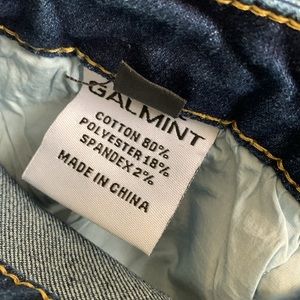 GALMINT
COTTON 80%
POLYESTER 18%
SPANDEX 2%
MADE IN CHINA